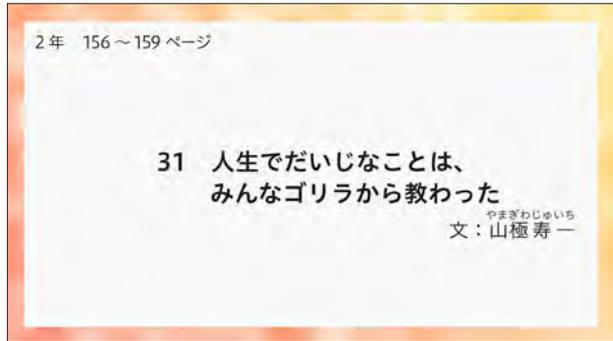 2年　156～159ページ
31　人生でだいじなことは、
みんなゴリラから教わった
やまぎわじゅいち
文：山極寿一